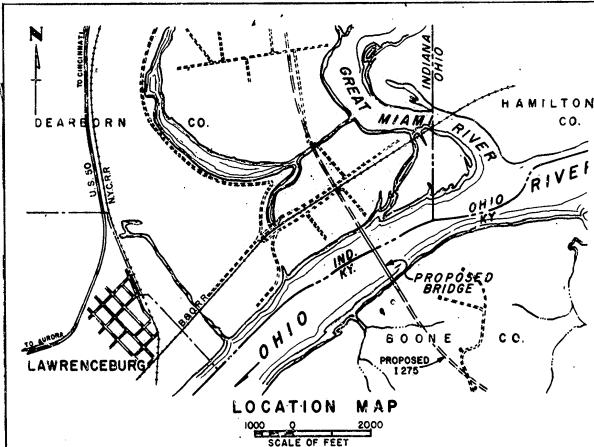 N
TO CINCINNATI
U.S. 50
N.Y.C.R.R
DEARBORN CO.
GREAT MIAMI RIVER
INDIANA
OHIO
HAMILTON
CO.
OHIO
KY.
RIVER
IND.
KY.
B&O R.R.
PROPOSED
BRIDGE
OHIO
BOONE CO.
PROPOSED
I 275
TO AURORA
LAWRENCEBURG
LOCATION MAP
1000 0 2000
SCALE OF FEET